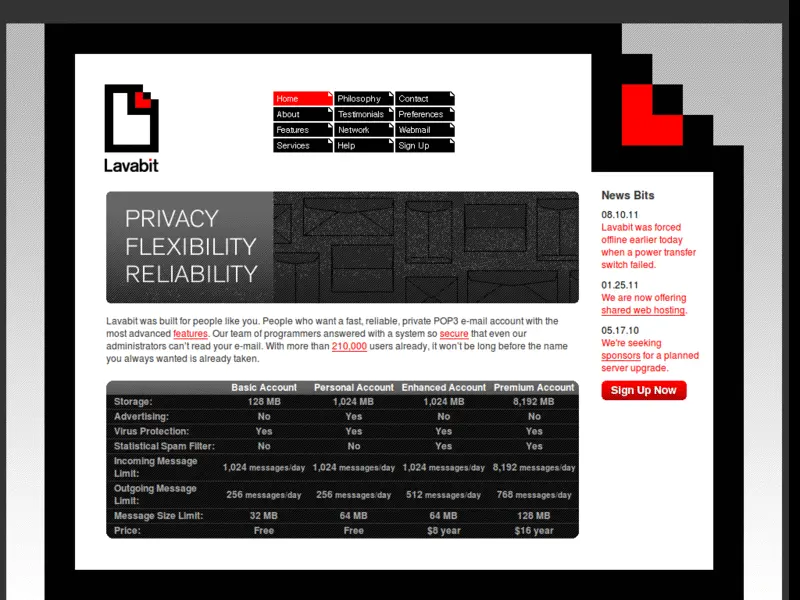 Lavabit
Home Philosophy Contact
About Testimonials Preferences
Features Network Webmail
Services Help Sign Up
PRIVACY
FLEXIBILITY
RELIABILITY
Lavabit was built for people like you. People who want a fast, reliable, private POP3 e-mail account with the
most advanced features. Our team of programmers answered with a system so secure that even our
administrators can't read your e-mail. With more than 210,000 users already, it won't be long before the name
you always wanted is already taken.
Basic Account Personal Account Enhanced Account Premium Account
Storage: 128 MB 1,024 MB 1,024 MB 8,192 MB
Advertising: No Yes No No
Virus Protection: Yes Yes Yes Yes
Statistical Spam Filter: No No Yes Yes
Incoming Message
Limit: 1,024 messages/day 1,024 messages/day 1,024 messages/day 8,192 messages/day
Outgoing Message
Limit: 256 messages/day 256 messages/day 512 messages/day 768 messages/day
Message Size Limit: 32 MB 64 MB 64 MB 128 MB
Price: Free Free $8 year $16 year
News Bits
08.10.11
Lavabit was forced
offline earlier today
when a power transfer
switch failed.
01.25.11
We are now offering
shared web hosting.
05.17.10
We're seeking
sponsors for a planned
server upgrade.
Sign Up Now